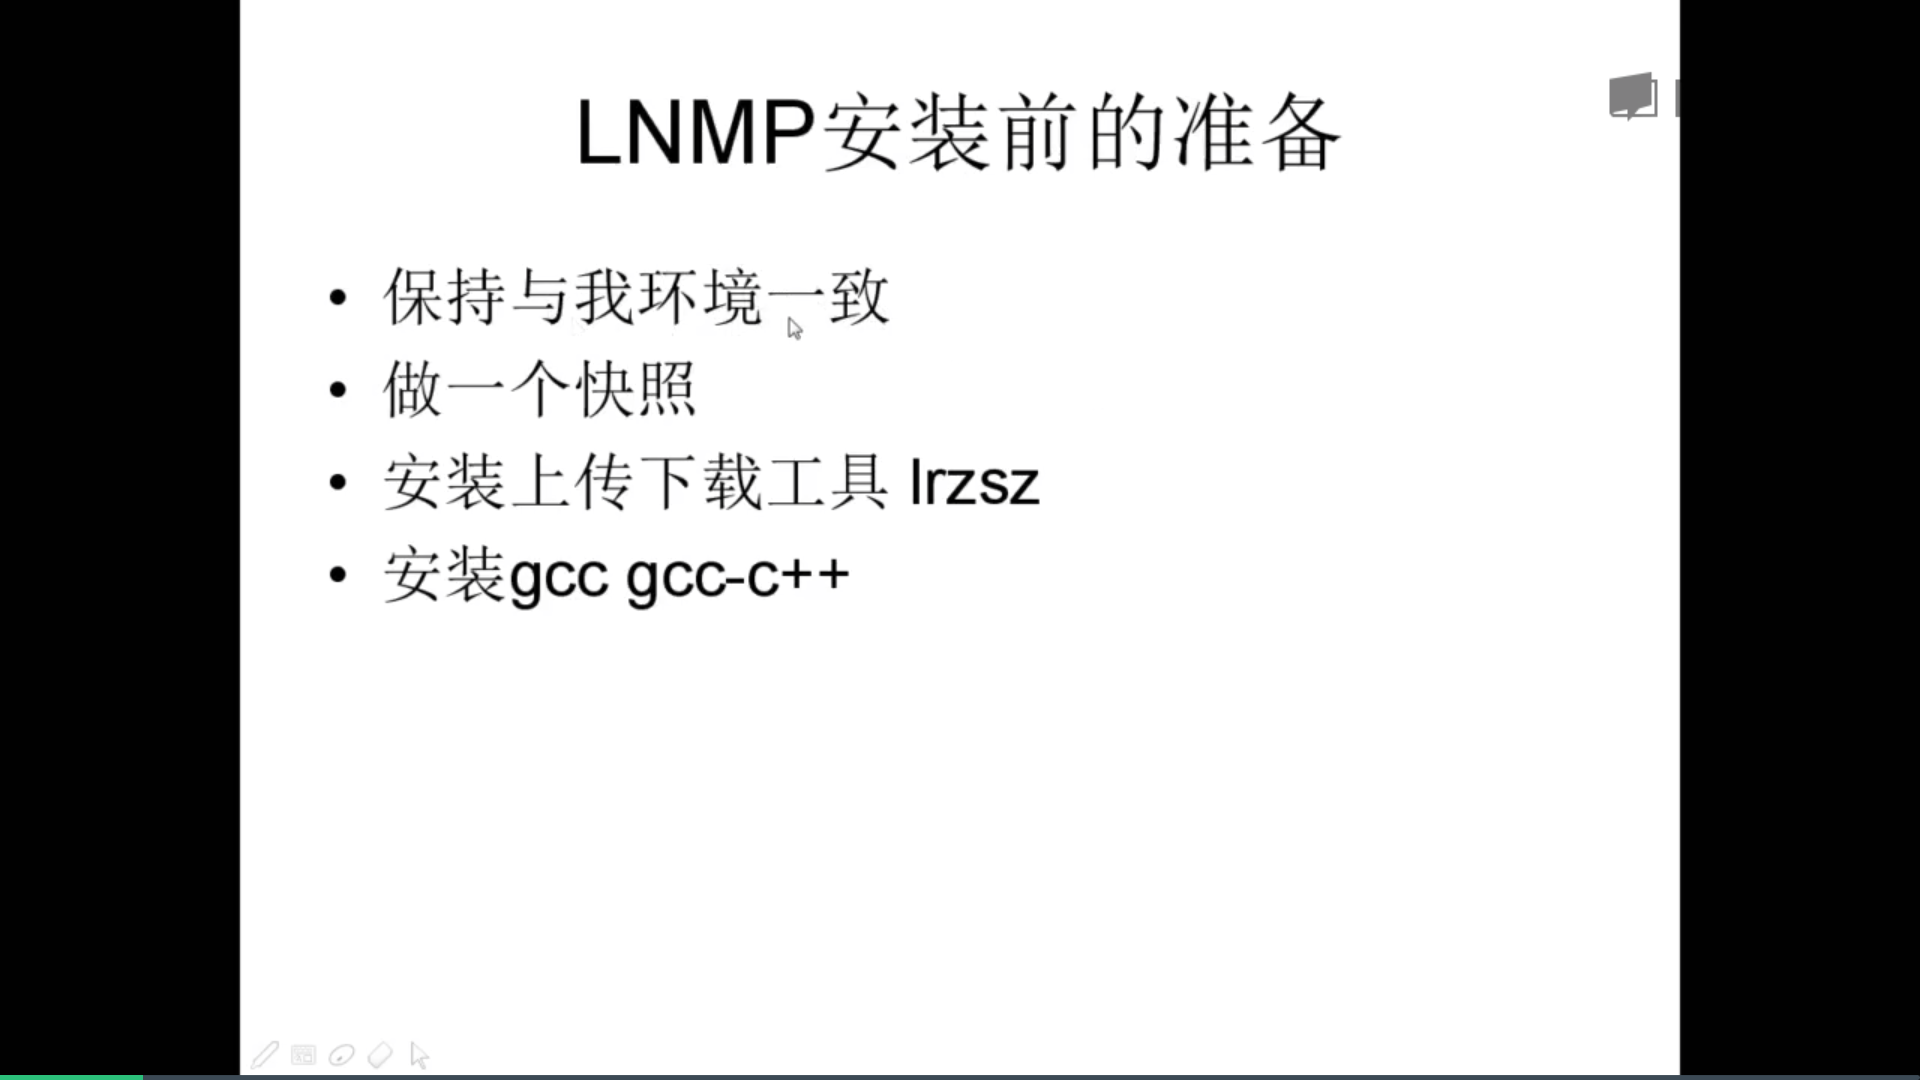 LNMP安装前的准备
• 保持与我环境一致
• 做一个快照
• 安装上传下载工具 lrzsz
• 安装gcc gcc-c++